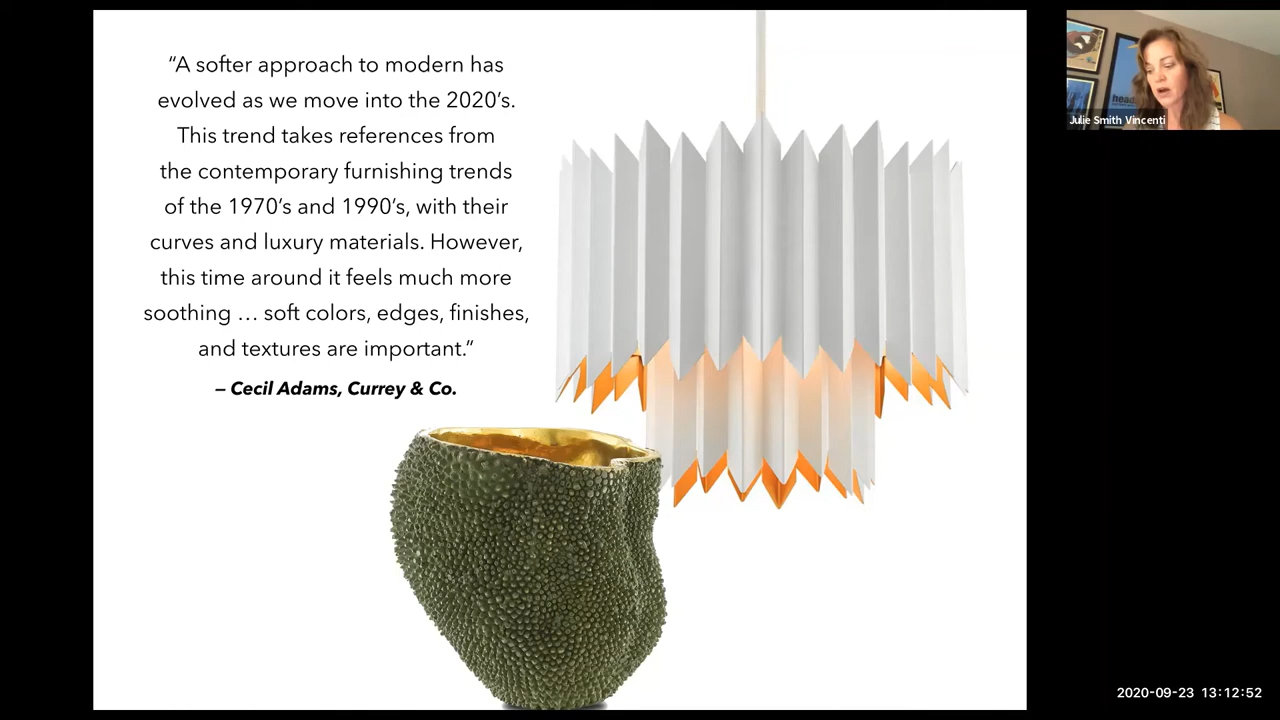 “A softer approach to modern has
evolved as we move into the 2020’s.
This trend takes references from
the contemporary furnishing trends
of the 1970’s and 1990’s, with their
curves and luxury materials. However,
this time around it feels much more
soothing … soft colors, edges, finishes,
and textures are important.”
– Cecil Adams, Currey & Co.
head
Julie Smith Vincenti
2020-09-23 13:12:52